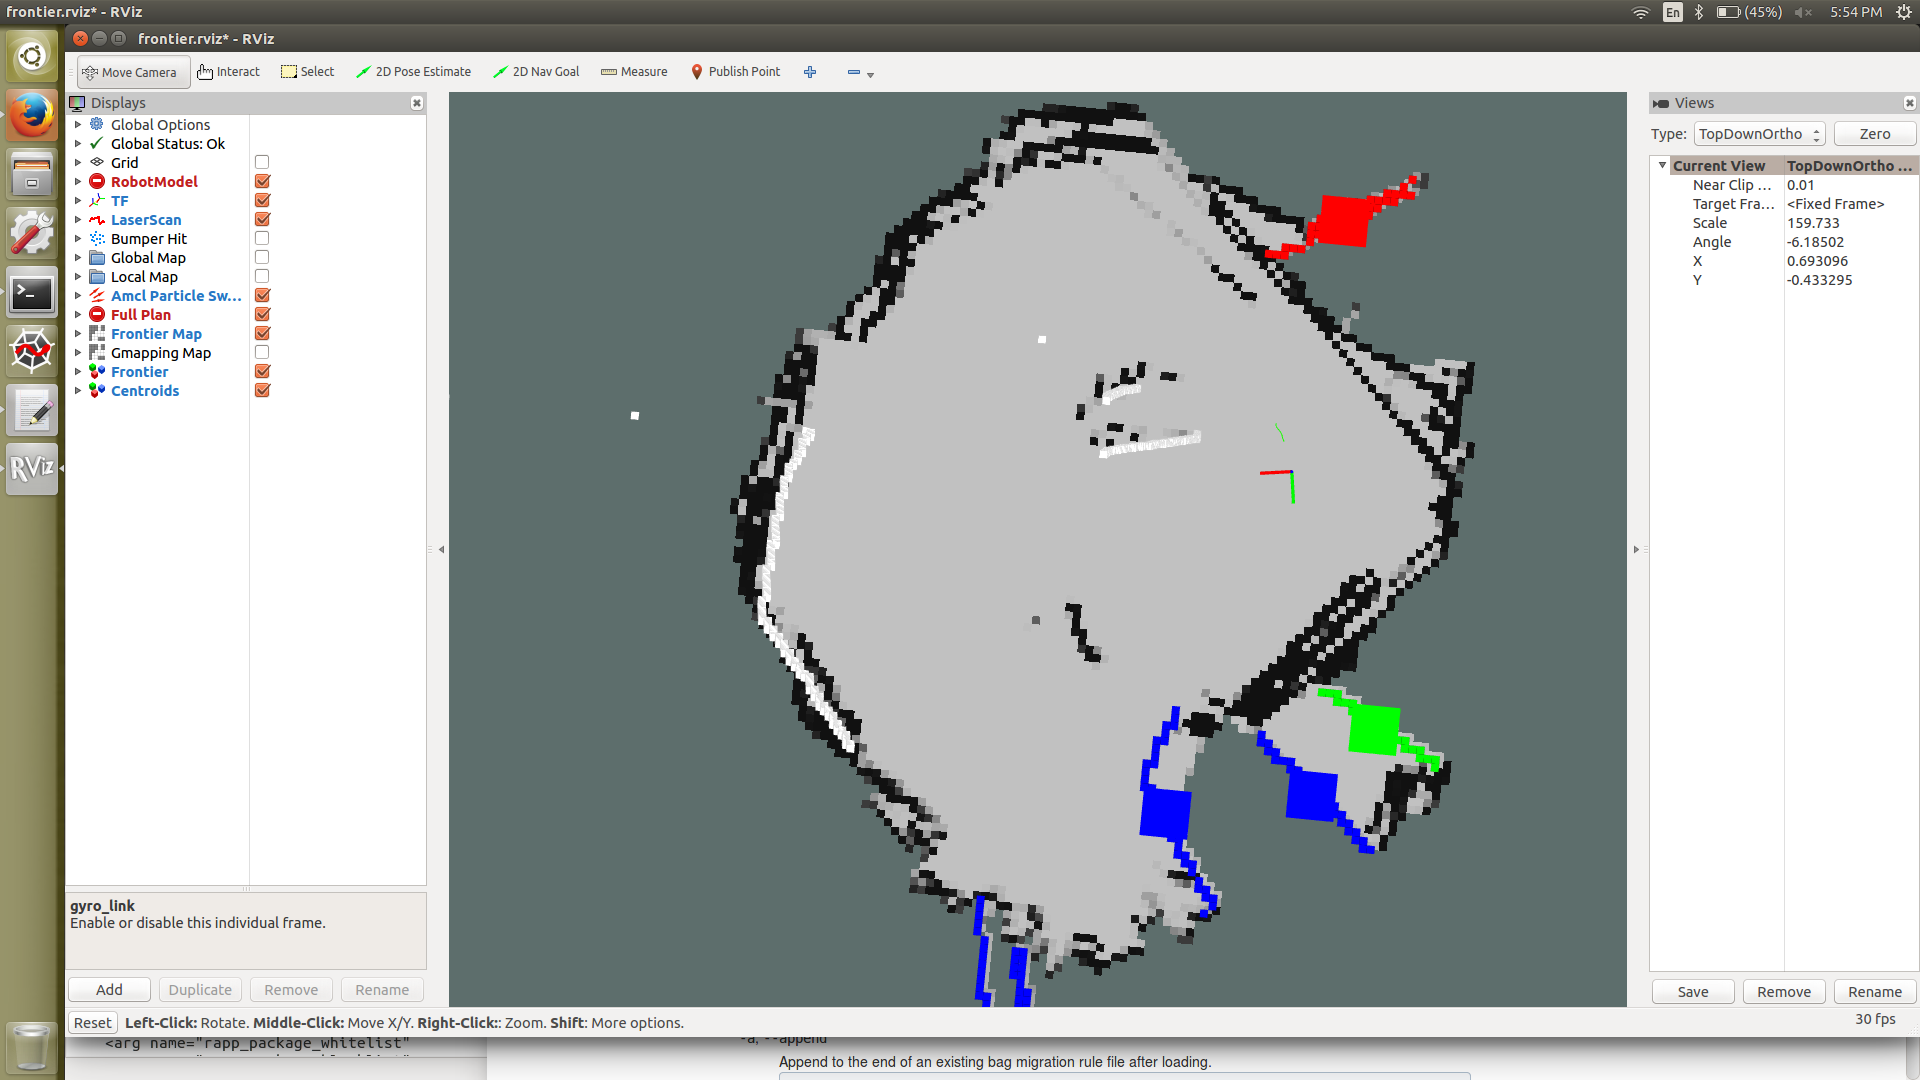 frontier.rviz* - RViz
En
(45%)
5:54 PM
frontier.rviz* - RViz
Move Camera
Interact
Select
2D Pose Estimate
2D Nav Goal
Measure
Publish Point
Displays
Global Options
Global Status: Ok
Grid
RobotModel
TF
LaserScan
Bumper Hit
Global Map
Local Map
Amcl Particle Sw...
Full Plan
Frontier Map
Gmapping Map
Frontier
Centroids
gyro_link
Enable or disable this individual frame.
Add
Duplicate
Remove
Rename
Views
Type:
TopDownOrtho
Zero
Current View TopDownOrtho ...
Near Clip ... 0.01
Target Fra... <Fixed Frame>
Scale 159.733
Angle -6.18502
X 0.693096
Y -0.433295
Save
Remove
Rename
RViz
Reset
Left-Click: Rotate. Middle-Click: Move X/Y. Right-Click:: Zoom. Shift: More options.
30 fps
<arg name="rapp_package_whitelist"
-a, --append
Append to the end of an existing bag migration rule file after loading.